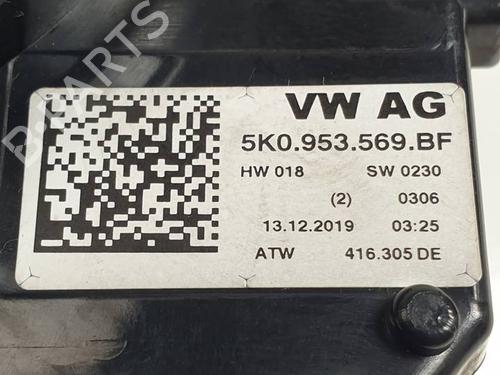 VW AG
5K0.953.569.BF
HW 018 SW 0230
(2) 0306
13.12.2019 03:25
ATW 416.305 DE
B-PARTS